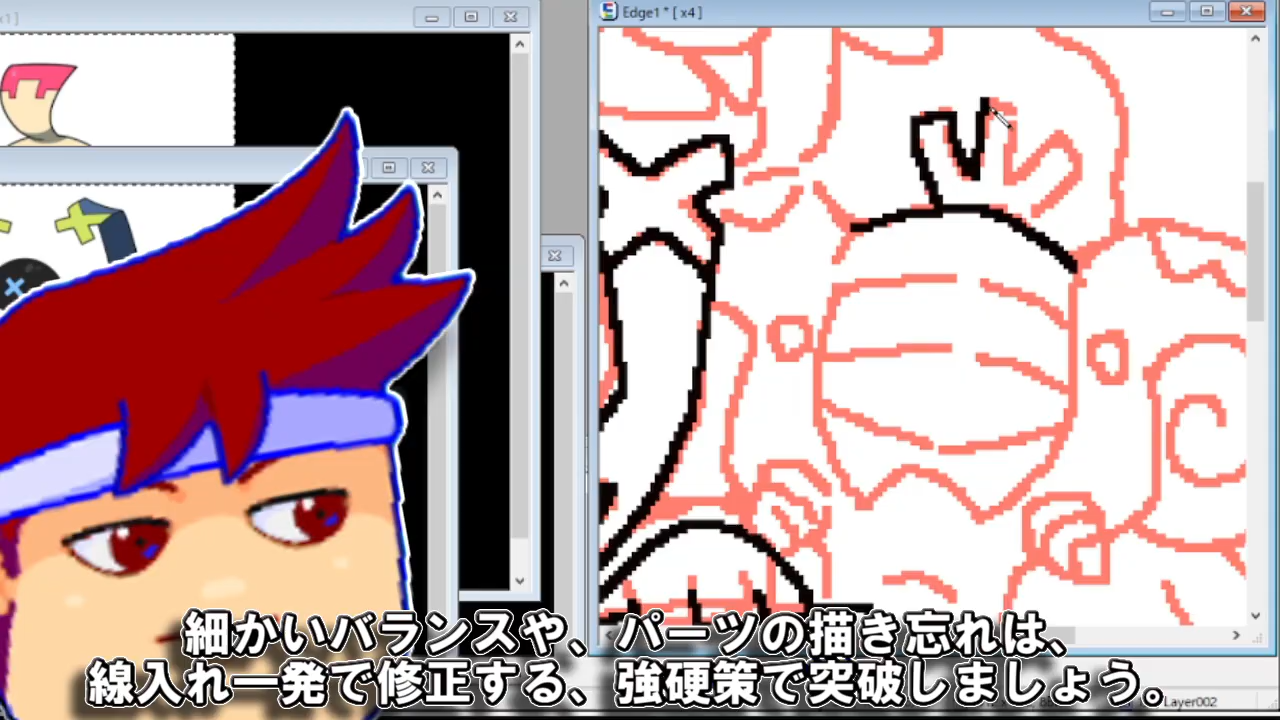 x1 ]
Edge1 * [ x4 ]
細かいバランスや、パーツの描き忘れは、
線入れ一発で修正する、強硬策で突破しましょう。
Layer002